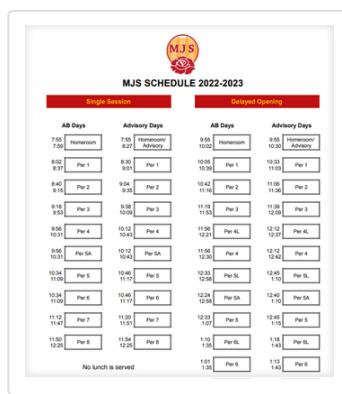 MJS
MJS SCHEDULE 2022-2023
Single Session
Delayed Opening
AB Days Advisory Days AB Days Advisory Days
7:55 7:59 Homeroom 7:55 8:27 Homeroom/ Advisory 9:55 10:02 Homeroom 9:55 10:30 Homeroom/ Advisory
8:02 8:37 Per 1 8:30 9:01 Per 1 10:05 10:39 Per 1 10:33 11:03 Per 1
8:40 9:15 Per 2 9:04 9:35 Per 2 10:42 11:16 Per 2 11:06 11:36 Per 2
9:18 9:53 Per 3 9:38 10:09 Per 3 11:19 11:53 Per 3 11:39 12:09 Per 3
9:56 10:31 Per 4 10:12 10:43 Per 4 11:56 12:21 Per 4L 12:12 12:37 Per 4L
9:56 10:31 Per 5A 10:12 10:43 Per 5A 11:56 12:30 Per 4 12:12 12:42 Per 4
10:34 11:09 Per 5 10:46 11:17 Per 5 12:33 12:58 Per 5L 12:45 1:10 Per 5L
10:34 11:09 Per 6 10:46 11:17 Per 6 12:24 12:58 Per 5A 12:40 1:10 Per 5A
11:12 11:47 Per 7 11:20 11:51 Per 7 12:33 1:07 Per 5 12:45 1:15 Per 5
11:50 12:25 Per 8 11:54 12:25 Per 8 1:10 1:35 Per 6L 1:18 1:43 Per 6L
No lunch is served 1:01 1:35 Per 6 1:13 1:43 Per 6